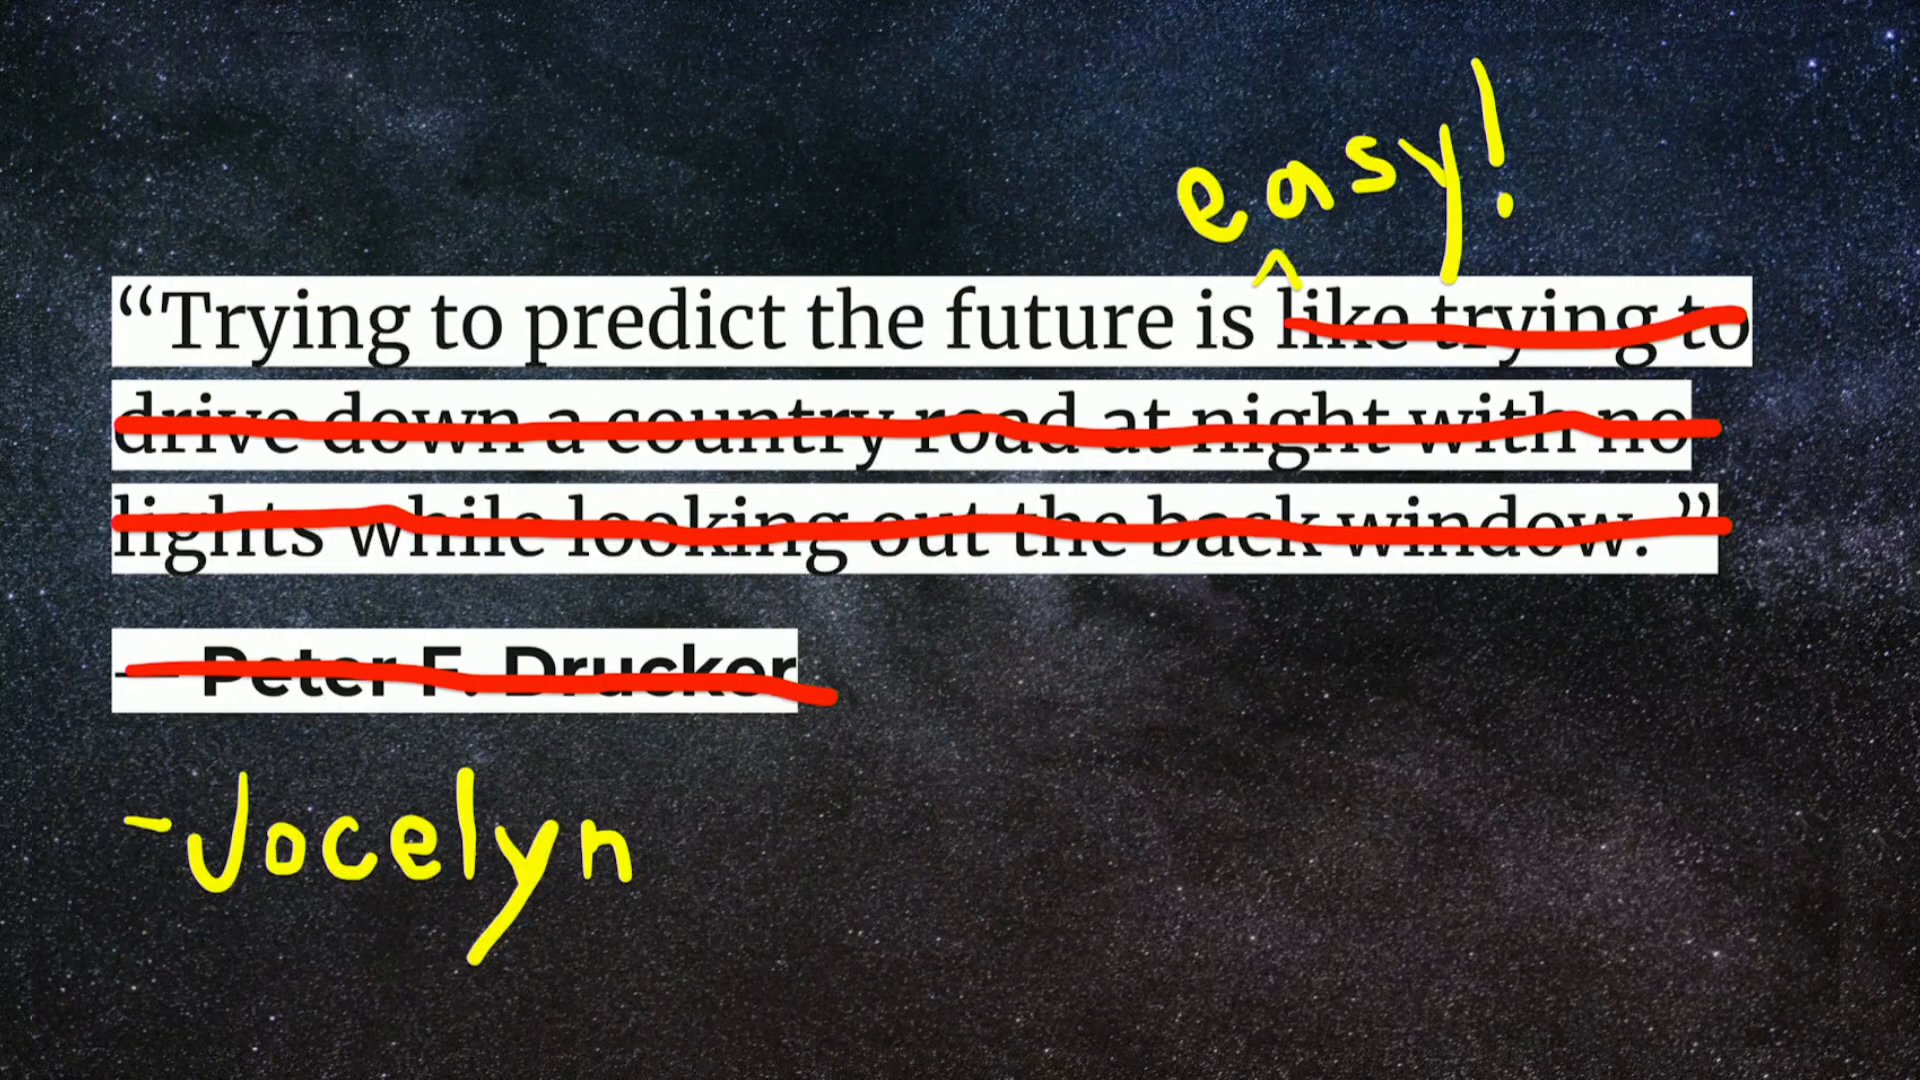 easy!
^
“Trying to predict the future is like trying to
drive down a country road at night with no
lights while looking out the back window.”
— Peter F. Drucker
-Jocelyn